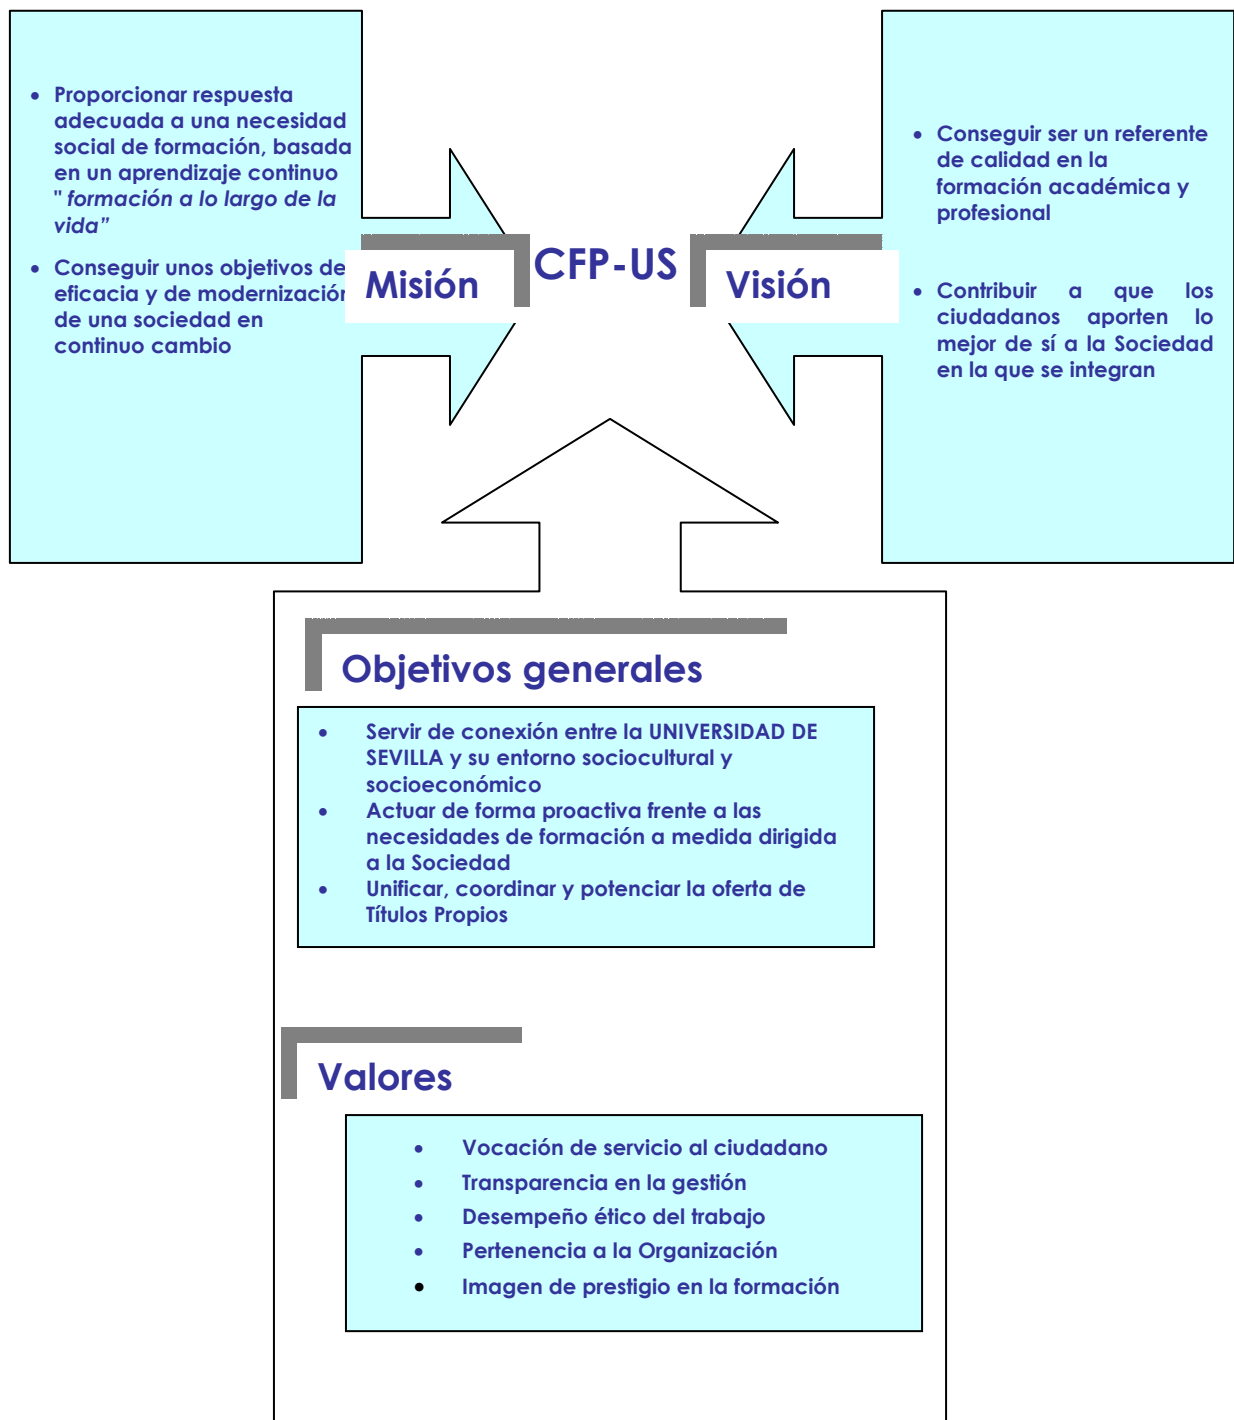 • Proporcionar respuesta
adecuada a una necesidad
social de formación, basada
en un aprendizaje continuo
" formación a lo largo de la
vida”
• Conseguir unos objetivos de
eficacia y de modernización
de una sociedad en
continuo cambio
Misión
CFP-US
Visión
• Conseguir ser un referente
de calidad en la
formación académica y
profesional
• Contribuir a que los
ciudadanos aporten lo
mejor de sí a la Sociedad
en la que se integran
Objetivos generales
• Servir de conexión entre la UNIVERSIDAD DE
SEVILLA y su entorno sociocultural y
socioeconómico
• Actuar de forma proactiva frente a las
necesidades de formación a medida dirigida
a la Sociedad
• Unificar, coordinar y potenciar la oferta de
Títulos Propios
Valores
• Vocación de servicio al ciudadano
• Transparencia en la gestión
• Desempeño ético del trabajo
• Pertenencia a la Organización
• Imagen de prestigio en la formación